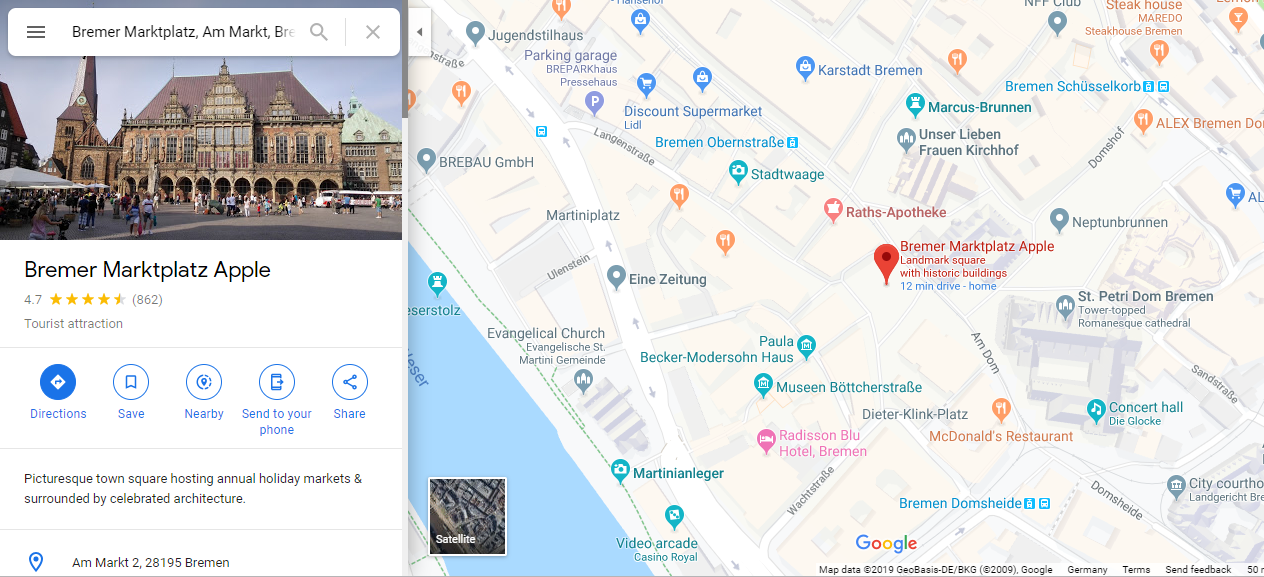 Bremer Marktplatz, Am Markt, Bre
Bremer Marktplatz Apple
4.7
(862)
Tourist attraction
Directions
Save
Nearby
Send to your
phone
Share
Picturesque town square hosting annual holiday markets &
surrounded by celebrated architecture.
Am Markt 2, 28195 Bremen
Jugendstilhaus
Parking garage
BREPARKhaus
Pressehaus
P
Discount Supermarket
Lidl
Karstadt Bremen
NFF Club
Steak house
MAREDO
Steakhouse Bremen
Bremen Schüsselkorb
Marcus-Brunnen
ALEX Bremen Do
Unser Lieben
Frauen Kirchhof
Domshof
Langenstraße
Bremen Obernstraße
BREBAU GmbH
Stadtwaage
AL
Martiniplatz
Raths-Apotheke
Neptunbrunnen
Bremer Marktplatz Apple
Landmark square
with historic buildings
12 min drive - home
Ulenstein
Eine Zeitung
St. Petri Dom Bremen
Tower-topped
Romanesque cathedral
eserstolz
Evangelical Church
Evangelische St.
Martini Gemeinde
Paula
Becker-Modersohn Haus
Am Dom
Weser
Museen Böttcherstraße
Sandstraße
Dieter-Klink-Platz
Concert hall
Die Glocke
McDonald's Restaurant
Radisson Blu
Hotel, Bremen
Martinianleger
Wachtstraße
City courtho
Landgericht Bre
Domsheide
Bremen Domsheide
Satellite
Video arcade
Casino Royal
Google
Map data ©2019 GeoBasis-DE/BKG (©2009), Google
Germany
Terms
Send feedback
50 m